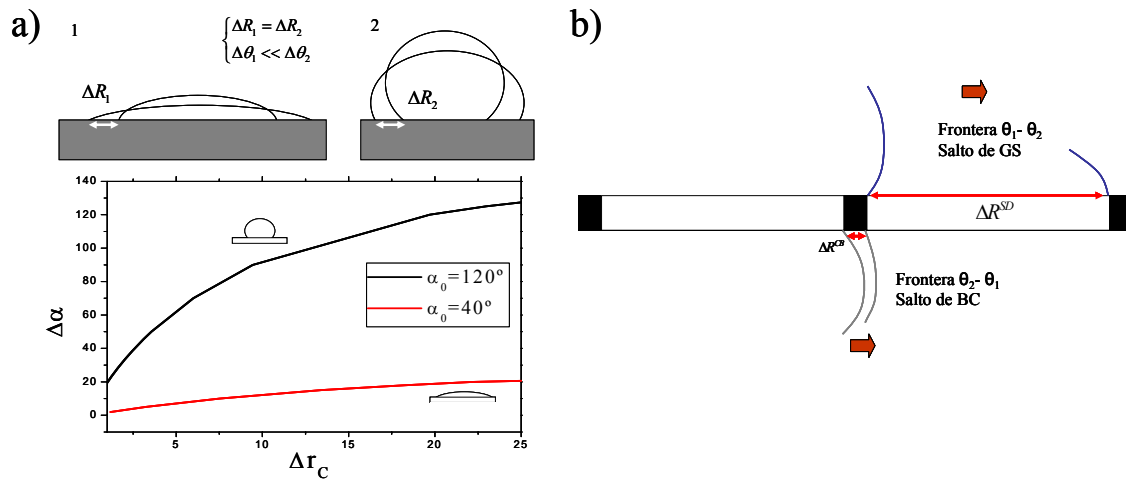 a)
1
ΔR₁ = ΔR₂
Δθ₁ << Δθ₂
2
ΔR₁
ΔR₂
140
120
100
80
60
40
20
0
Δα
α₀=120º
α₀=40º
5
10
15
20
25
Δr_C
b)
Frontera θ₁- θ₂
Salto de GS
ΔR^SD
ΔR^CB
Frontera θ₂- θ₁
Salto de BC